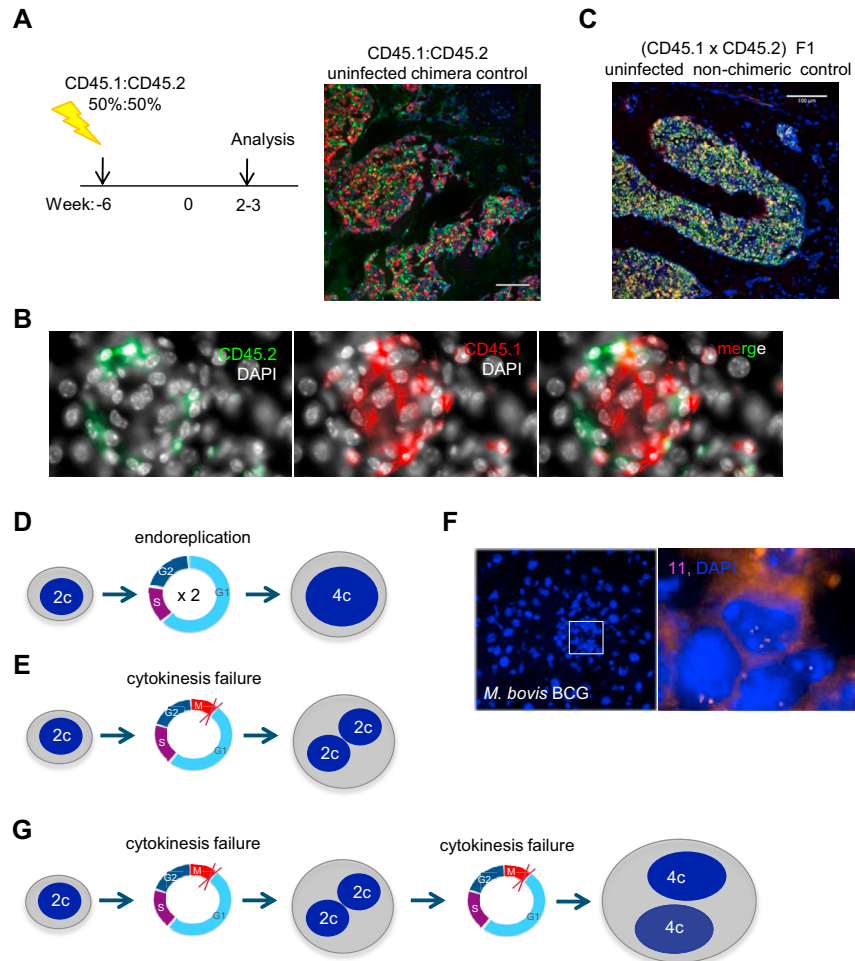 A
CD45.1:CD45.2
50%:50%
Analysis
Week:-6 0 2-3
CD45.1:CD45.2
uninfected chimera control
C
(CD45.1 x CD45.2) F1
uninfected non-chimeric control
100 µm
B
CD45.2
DAPI
CD45.1
DAPI
merge
D
endoreplication
2c
G2
S
G1
x 2
4c
E
cytokinesis failure
2c
G2
M
S
G1
2c
2c
F
M. bovis BCG
11, DAPI
G
cytokinesis failure
2c
G2
M
S
G1
2c
2c
cytokinesis failure
G2
M
S
G1
4c
4c